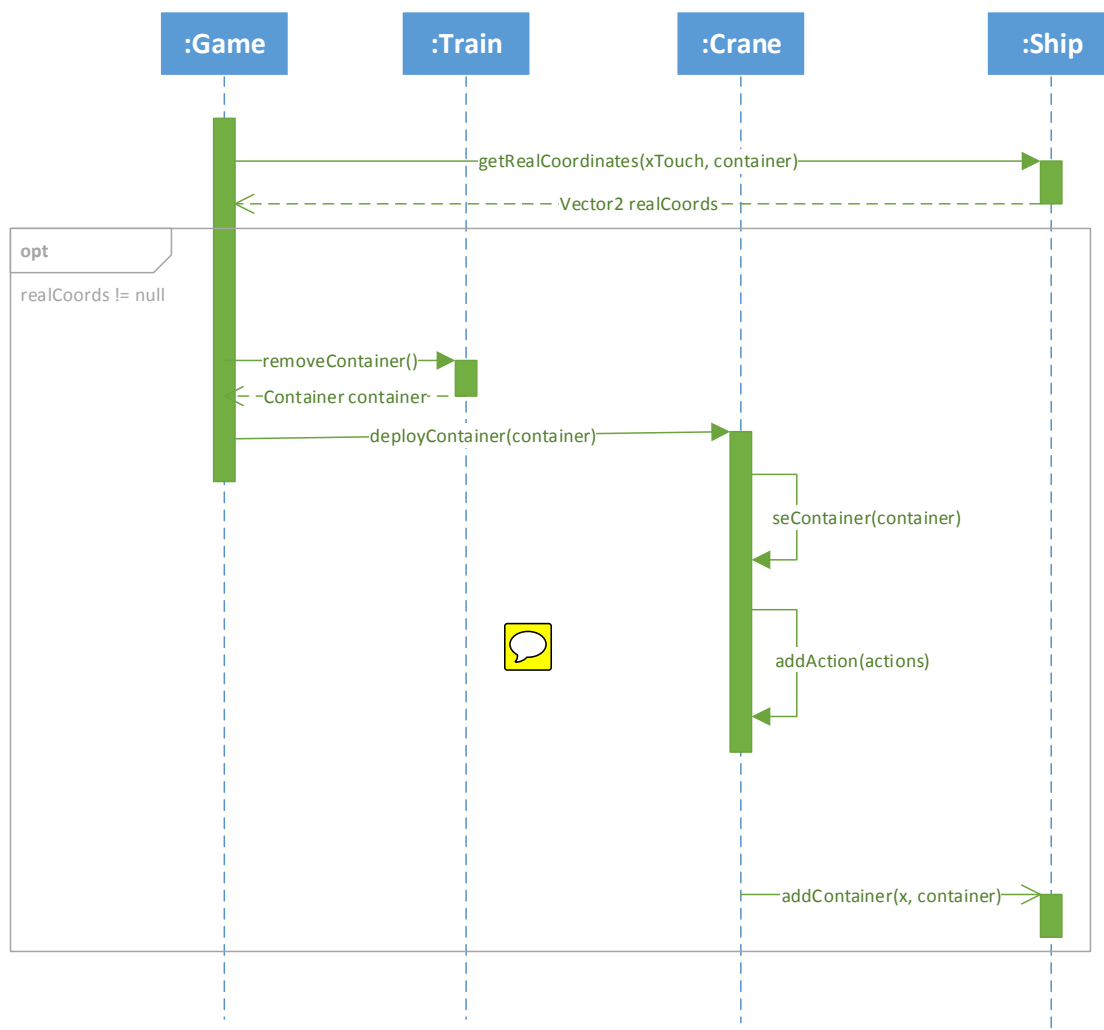 :Game
:Train
:Crane
:Ship
getRealCoordinates(xTouch, container)
Vector2 realCoords
opt
realCoords != null
removeContainer()
Container container
deployContainer(container)
seContainer(container)
addAction(actions)
addContainer(x, container)